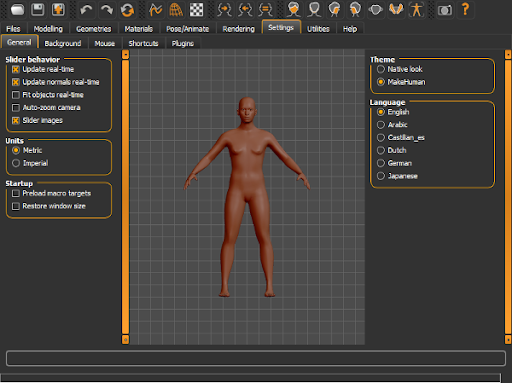 Files Modelling Geometries Materials Pose/Animate Rendering Settings Utilities Help
General Background Mouse Shortcuts Plugins
Slider behavior
Update real-time
Update normals real-time
Fit objects real-time
Auto-zoom camera
Slider images
Units
Metric
Imperial
Startup
Preload macro targets
Restore window size
Theme
Native look
MakeHuman
Language
English
Arabic
Castillan_es
Dutch
German
Japanese